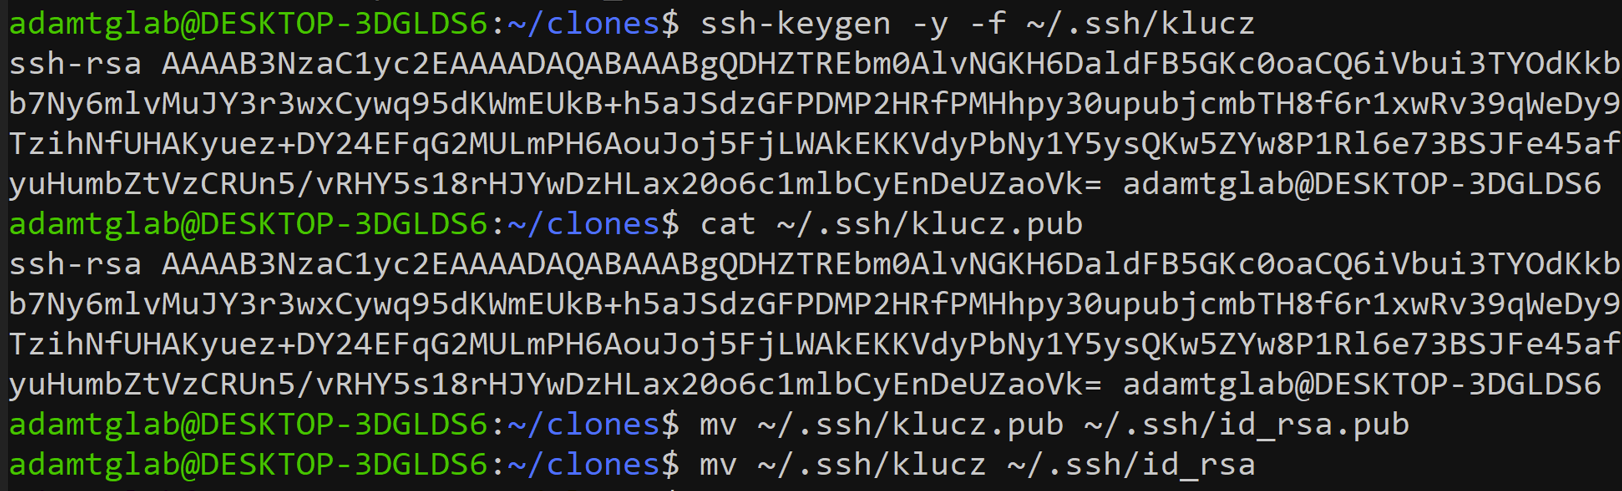 adamtglab@DESKTOP-3DGLDS6:~/clones$ ssh-keygen -y -f ~/.ssh/klucz
ssh-rsa AAAAB3NzaC1yc2EAAAADAQABAAABgQDHZTREbm0AlvNGKH6DaldFB5GKc0oaCQ6iVbui3TYOdKkb
b7Ny6mlvMuJY3r3wxCywq95dKWmEUkB+h5aJSdzGFPDMP2HRfPMHhpy30upubjcmbTH8f6r1xwRv39qWeDy9
TzihNfUHAKyuez+DY24EFqG2MULmPH6AouJoj5FjLWAkEKKVdyPbNy1Y5ysQKw5ZYw8P1Rl6e73BSJFe45af
yuHumbZtVzCRUn5/vRHY5s18rHJYwDzHLax20o6c1mlbCyEnDeUZaoVk= adamtglab@DESKTOP-3DGLDS6
adamtglab@DESKTOP-3DGLDS6:~/clones$ cat ~/.ssh/klucz.pub
ssh-rsa AAAAB3NzaC1yc2EAAAADAQABAAABgQDHZTREbm0AlvNGKH6DaldFB5GKc0oaCQ6iVbui3TYOdKkb
b7Ny6mlvMuJY3r3wxCywq95dKWmEUkB+h5aJSdzGFPDMP2HRfPMHhpy30upubjcmbTH8f6r1xwRv39qWeDy9
TzihNfUHAKyuez+DY24EFqG2MULmPH6AouJoj5FjLWAkEKKVdyPbNy1Y5ysQKw5ZYw8P1Rl6e73BSJFe45af
yuHumbZtVzCRUn5/vRHY5s18rHJYwDzHLax20o6c1mlbCyEnDeUZaoVk= adamtglab@DESKTOP-3DGLDS6
adamtglab@DESKTOP-3DGLDS6:~/clones$ mv ~/.ssh/klucz.pub ~/.ssh/id_rsa.pub
adamtglab@DESKTOP-3DGLDS6:~/clones$ mv ~/.ssh/klucz ~/.ssh/id_rsa